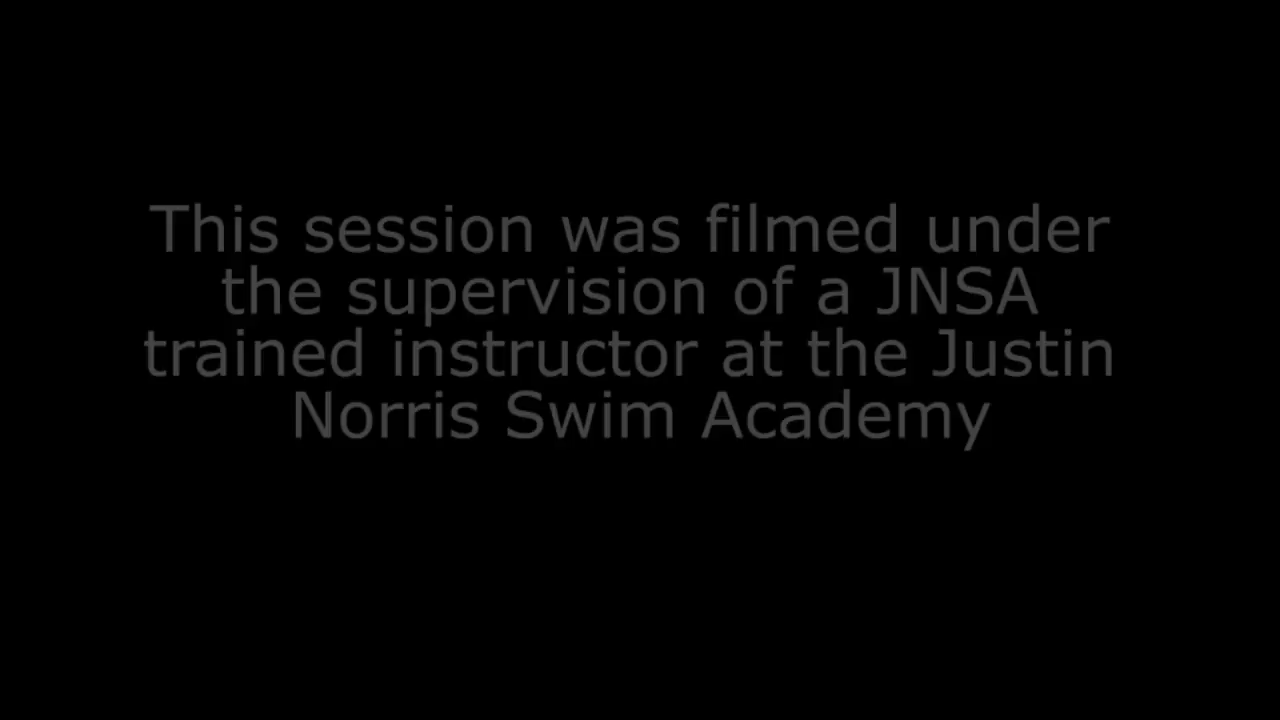 This session was filmed under
the supervision of a JNSA
trained instructor at the Justin
Norris Swim Academy